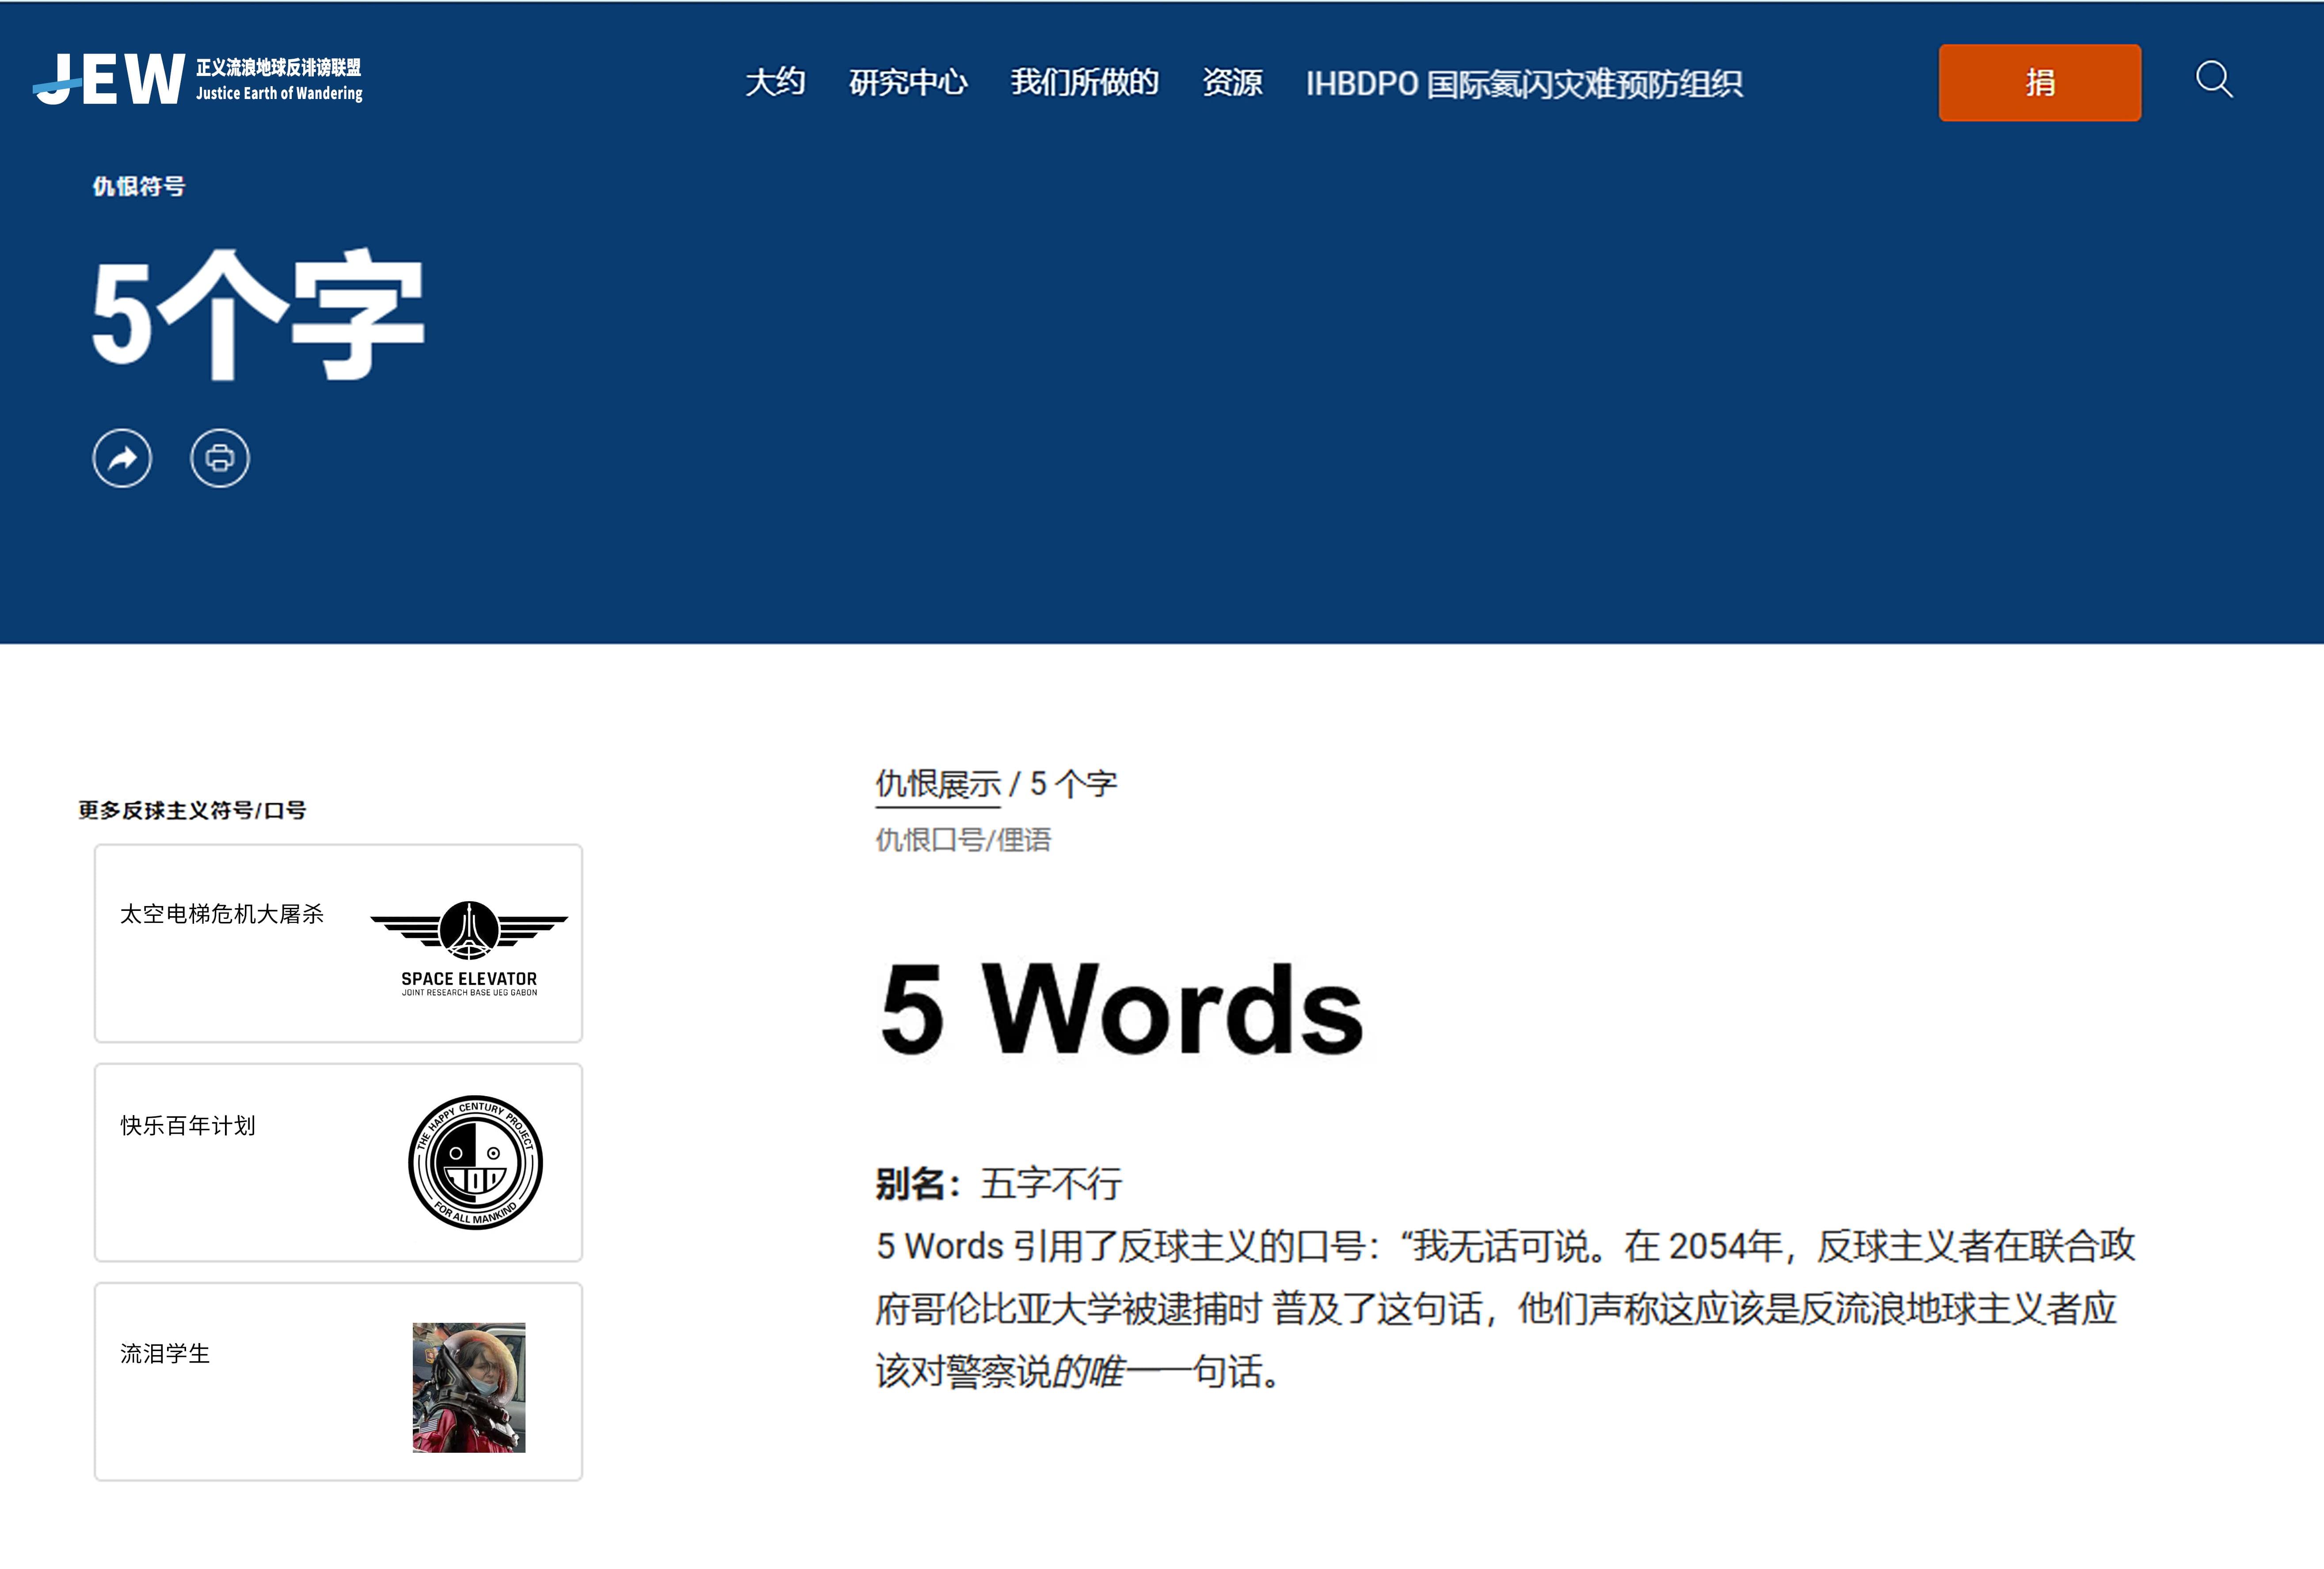 JEW 正义流浪地球反诽谤联盟
Justice Earth of Wandering
大约 研究中心 我们所做的 资源 IHBDPO 国际氦闪灾难预防组织 捐
仇恨符号
5个字
仇恨展示 / 5 个字
仇恨口号/俚语
5 Words
别名：五字不行
5 Words 引用了反球主义的口号：“我无话可说。在 2054年，反球主义者在联合政
府哥伦比亚大学被逮捕时 普及了这句话，他们声称这应该是反流浪地球主义者应
该对警察说的唯一一句话。
更多反球主义符号/口号
太空电梯危机大屠杀
SPACE ELEVATOR
JOINT RESEARCH BASE UEG GABON
快乐百年计划
THE HAPPY CENTURY PROJECT
FOR ALL MANKIND
流泪学生